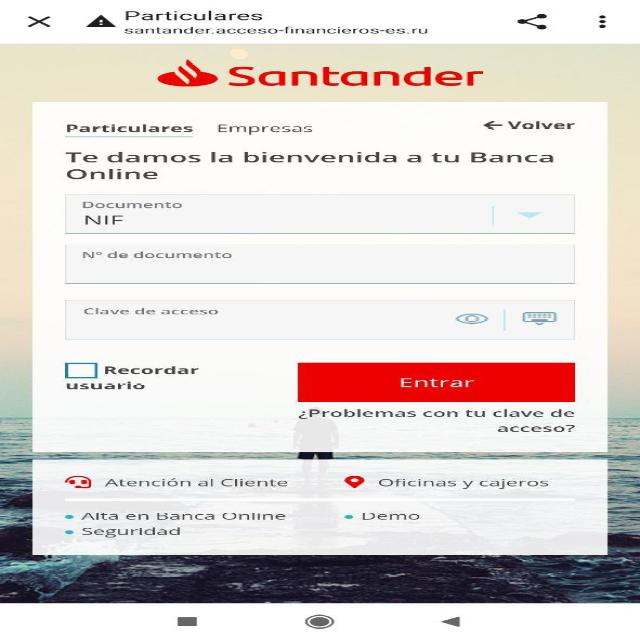 Particulares
santander.acceso-financieros-es.ru
Santander
Particulares Empresas Volver
Te damos la bienvenida a tu Banca
Online
Documento
NIF
Nº de documento
Clave de acceso
Recordar
usuario
Entrar
¿Problemas con tu clave de
acceso?
Atención al Cliente Oficinas y cajeros
Alta en Banca Online Demo
Seguridad